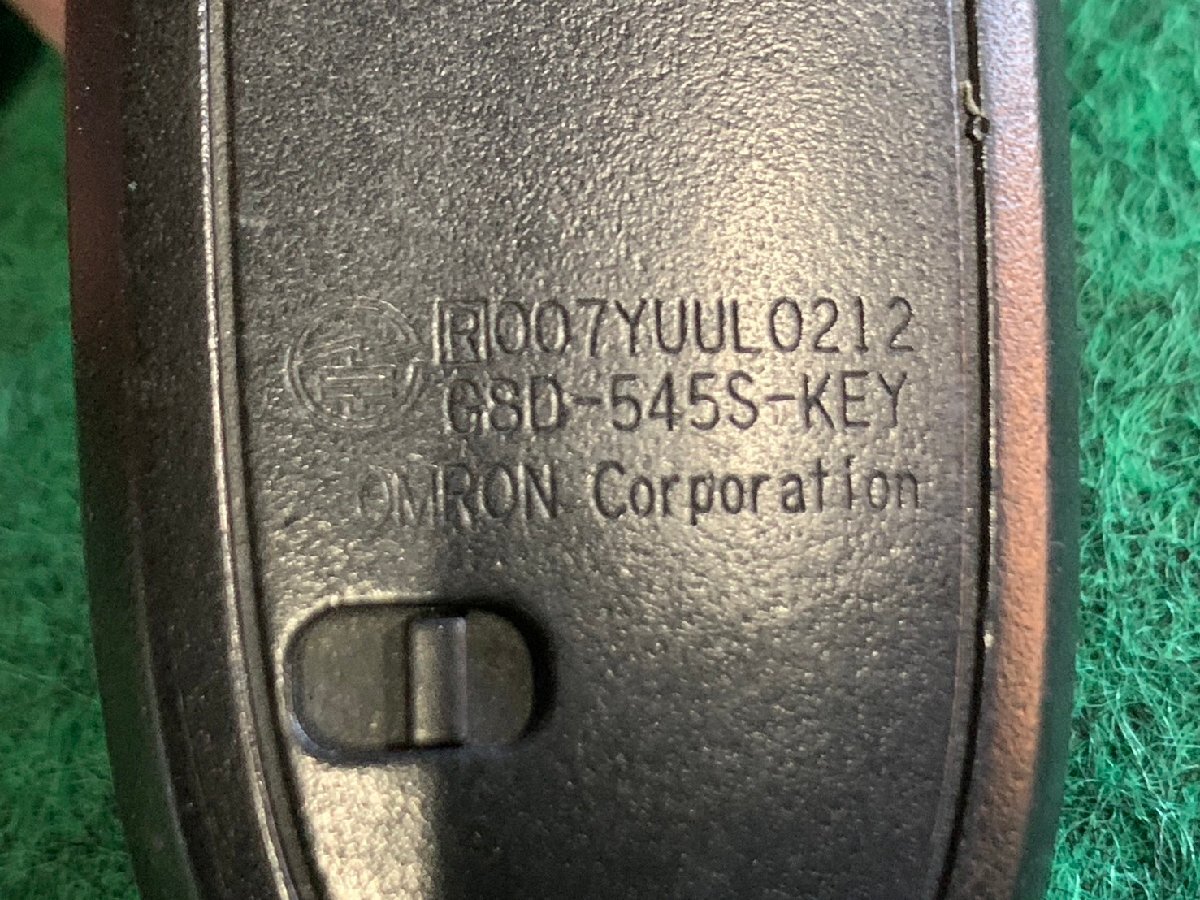 R007YUUL0212
G8D-545S-KEY
OMRON Corporation